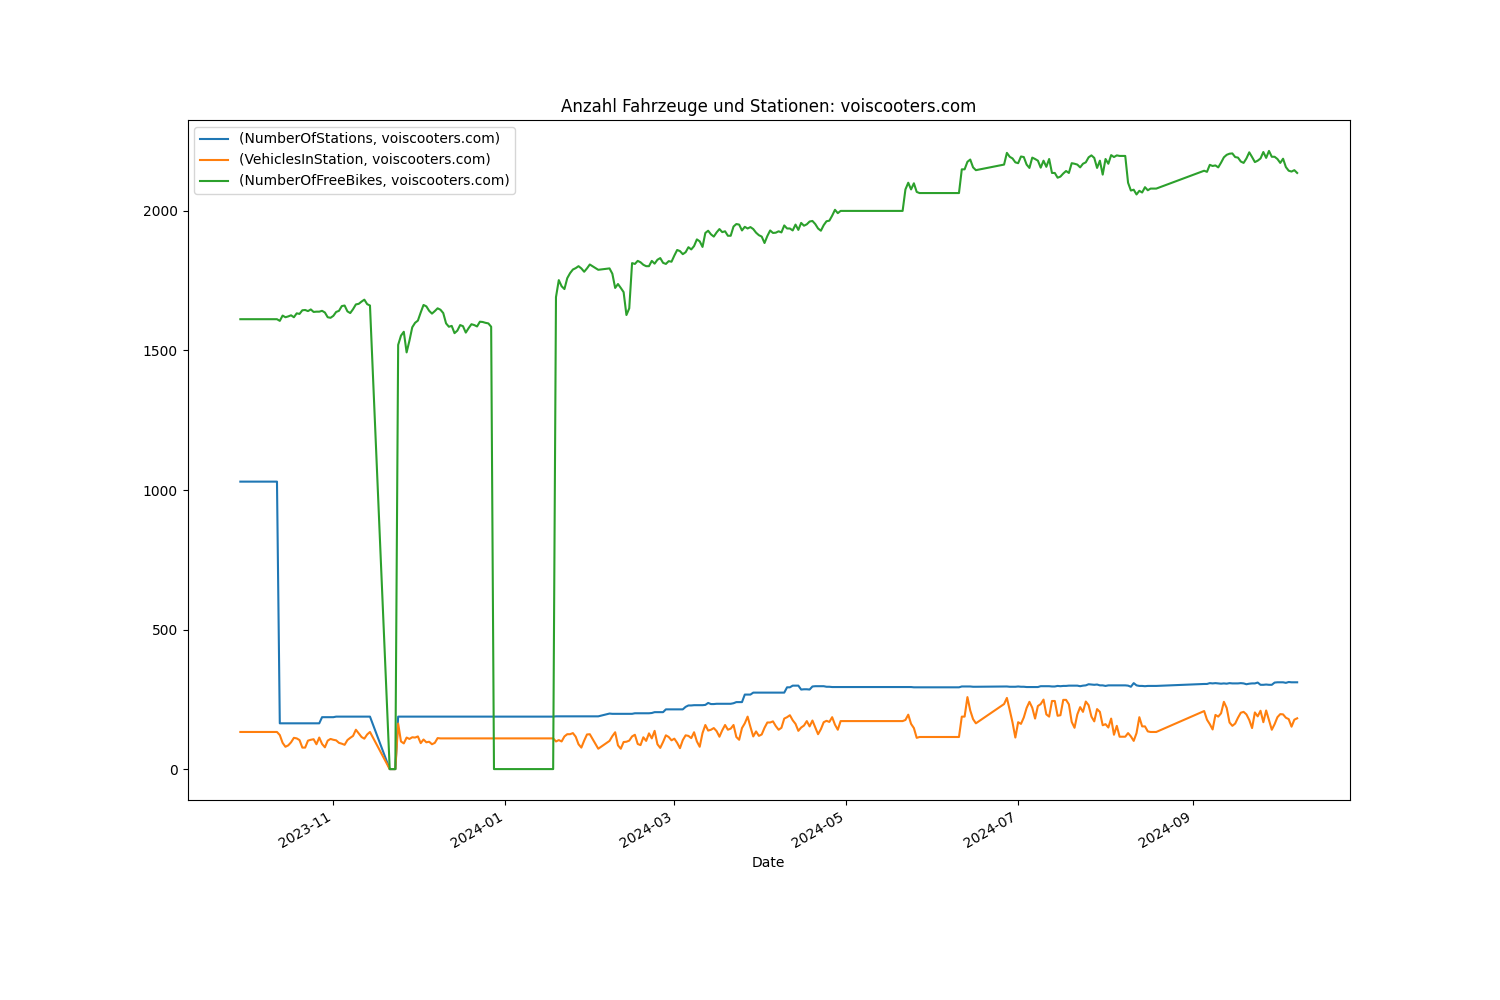 Anzahl Fahrzeuge und Stationen: voiscooters.com
(NumberOfStations, voiscooters.com)
(VehiclesInStation, voiscooters.com)
(NumberOfFreeBikes, voiscooters.com)
2000
1500
1000
500
0
2023-11
2024-01
2024-03
2024-05
2024-07
2024-09
Date